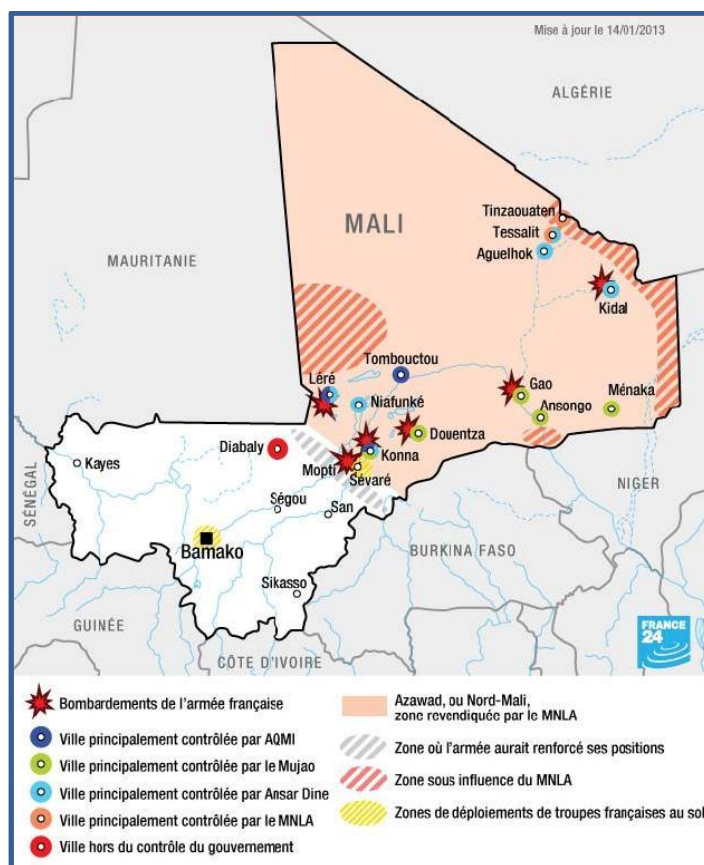 Mise à jour le 14/01/2013
ALGÉRIE
Tinzaouaten
MALI
Tessalit
Aguelhok
MAURITANIE
Kidal
Tombouctou
Léré
Gao
Ménaka
Niafunké
Ansongo
Diabaly
Douentza
Konna
Kayes
Mopti
Sévaré
SÉNÉGAL
NIGER
Ségou
San
Bamako
BURKINA FASO
Sikasso
GUINÉE
FRANCE
24
CÔTE D'IVOIRE
Bombardements de l'armée française
Ville principalement contrôlée par AQMI
Ville principalement contrôlée par le Mujao
Ville principalement contrôlée par Ansar Dine
Ville principalement contrôlée par le MNLA
Ville hors du contrôle du gouvernement
Azawad, ou Nord-Mali,
zone revendiquée par le MNLA
Zone où l'armée aurait renforcé ses positions
Zone sous influence du MNLA
Zones de déploiements de troupes françaises au sol